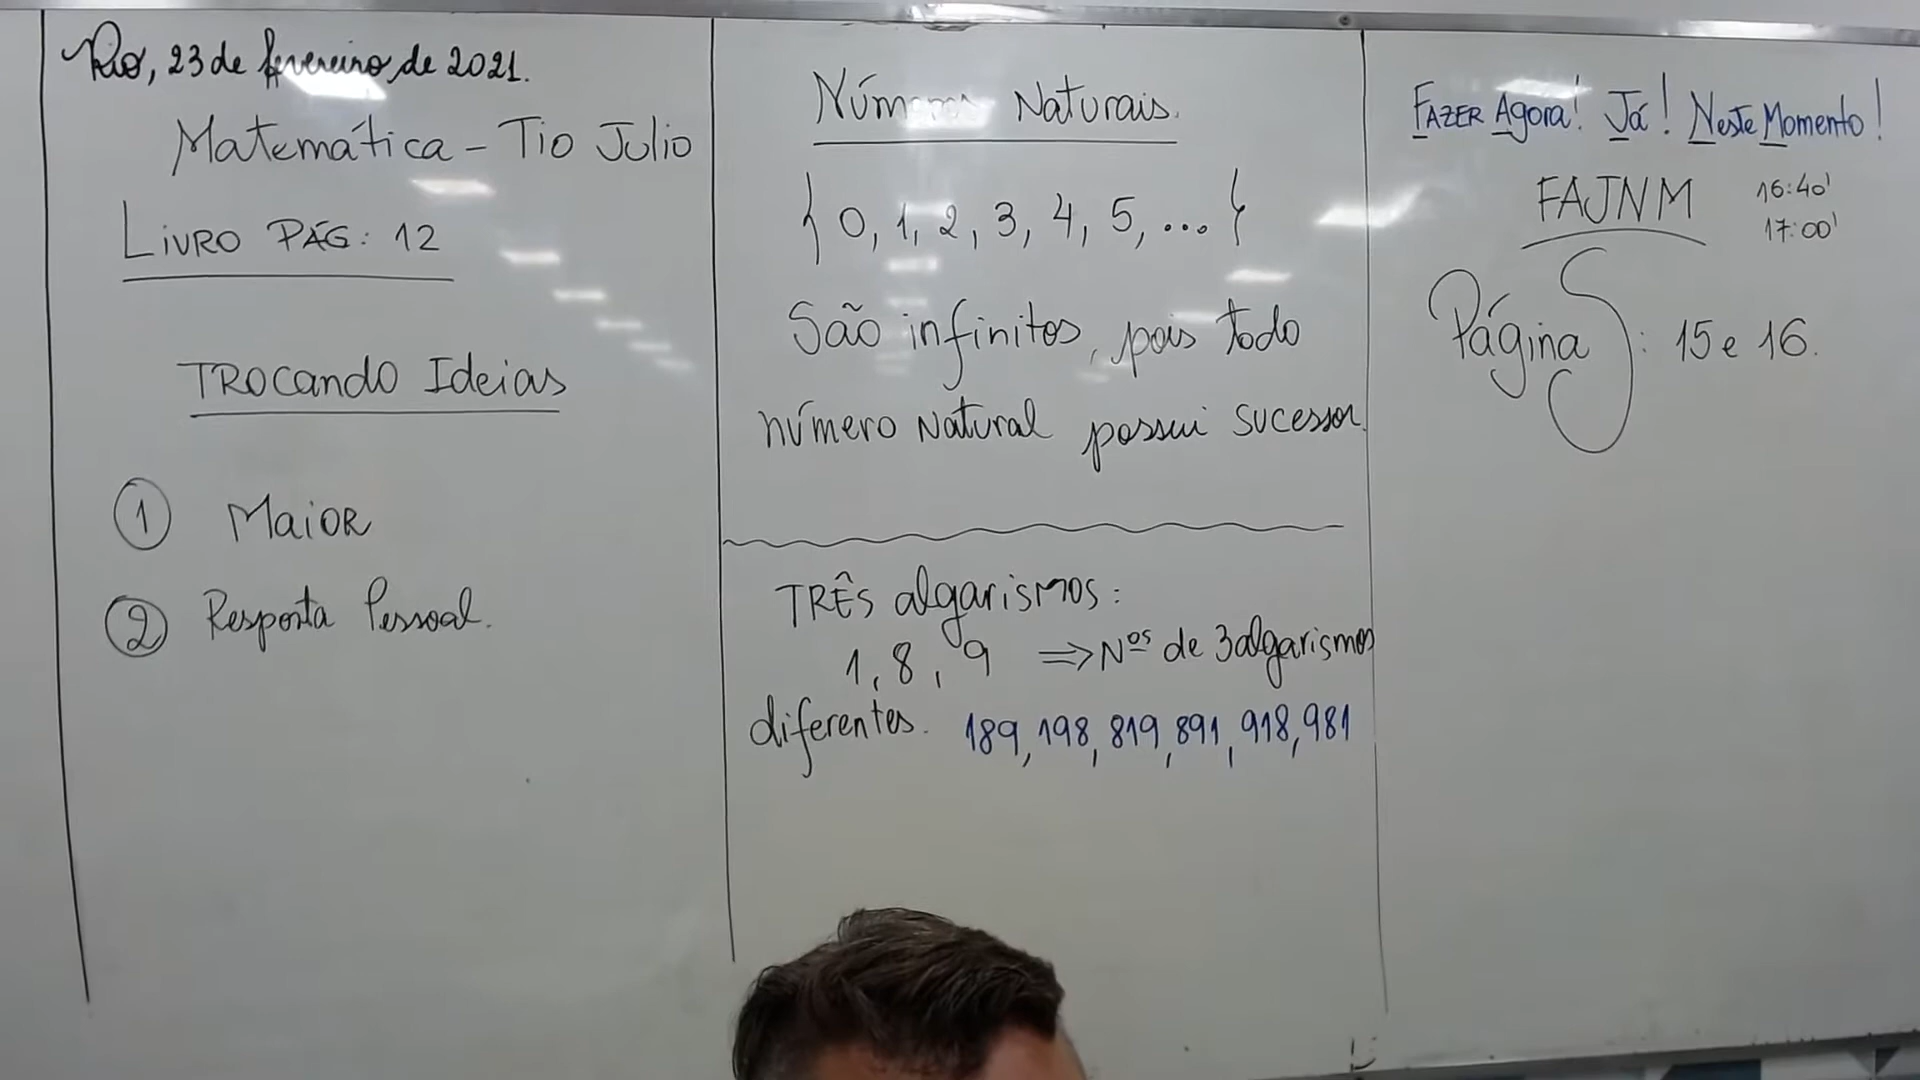 Rio, 23 de fevereiro de 2021.
Matemática - Tio Julio
Livro Pág: 12
Trocando Ideias
1 Maior
2 Resposta Pessoal.
Números Naturais.
{ 0, 1, 2, 3, 4, 5, ... }
São infinitos, pois todo
número Natural possui sucessor.
Três algarismos:
1, 8, 9 ⇒ Nºs de 3 algarismos
diferentes. 189, 198, 819, 891, 918, 981
Fazer Agora! Já! Neste Momento!
FAJNM
16:40'
17:00'
PáginaS: 15 e 16.